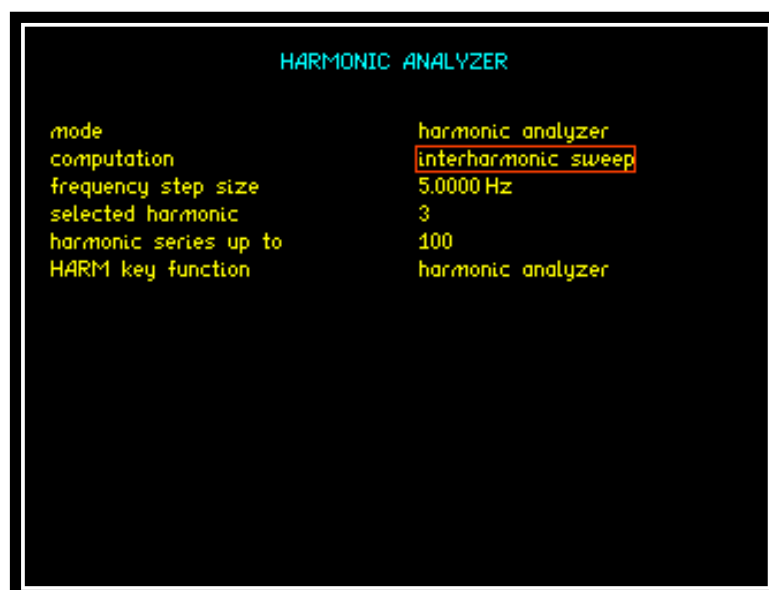 HARMONIC ANALYZER
mode harmonic analyzer
computation interharmonic sweep
frequency step size 5.0000 Hz
selected harmonic 3
harmonic series up to 100
HARM key function harmonic analyzer